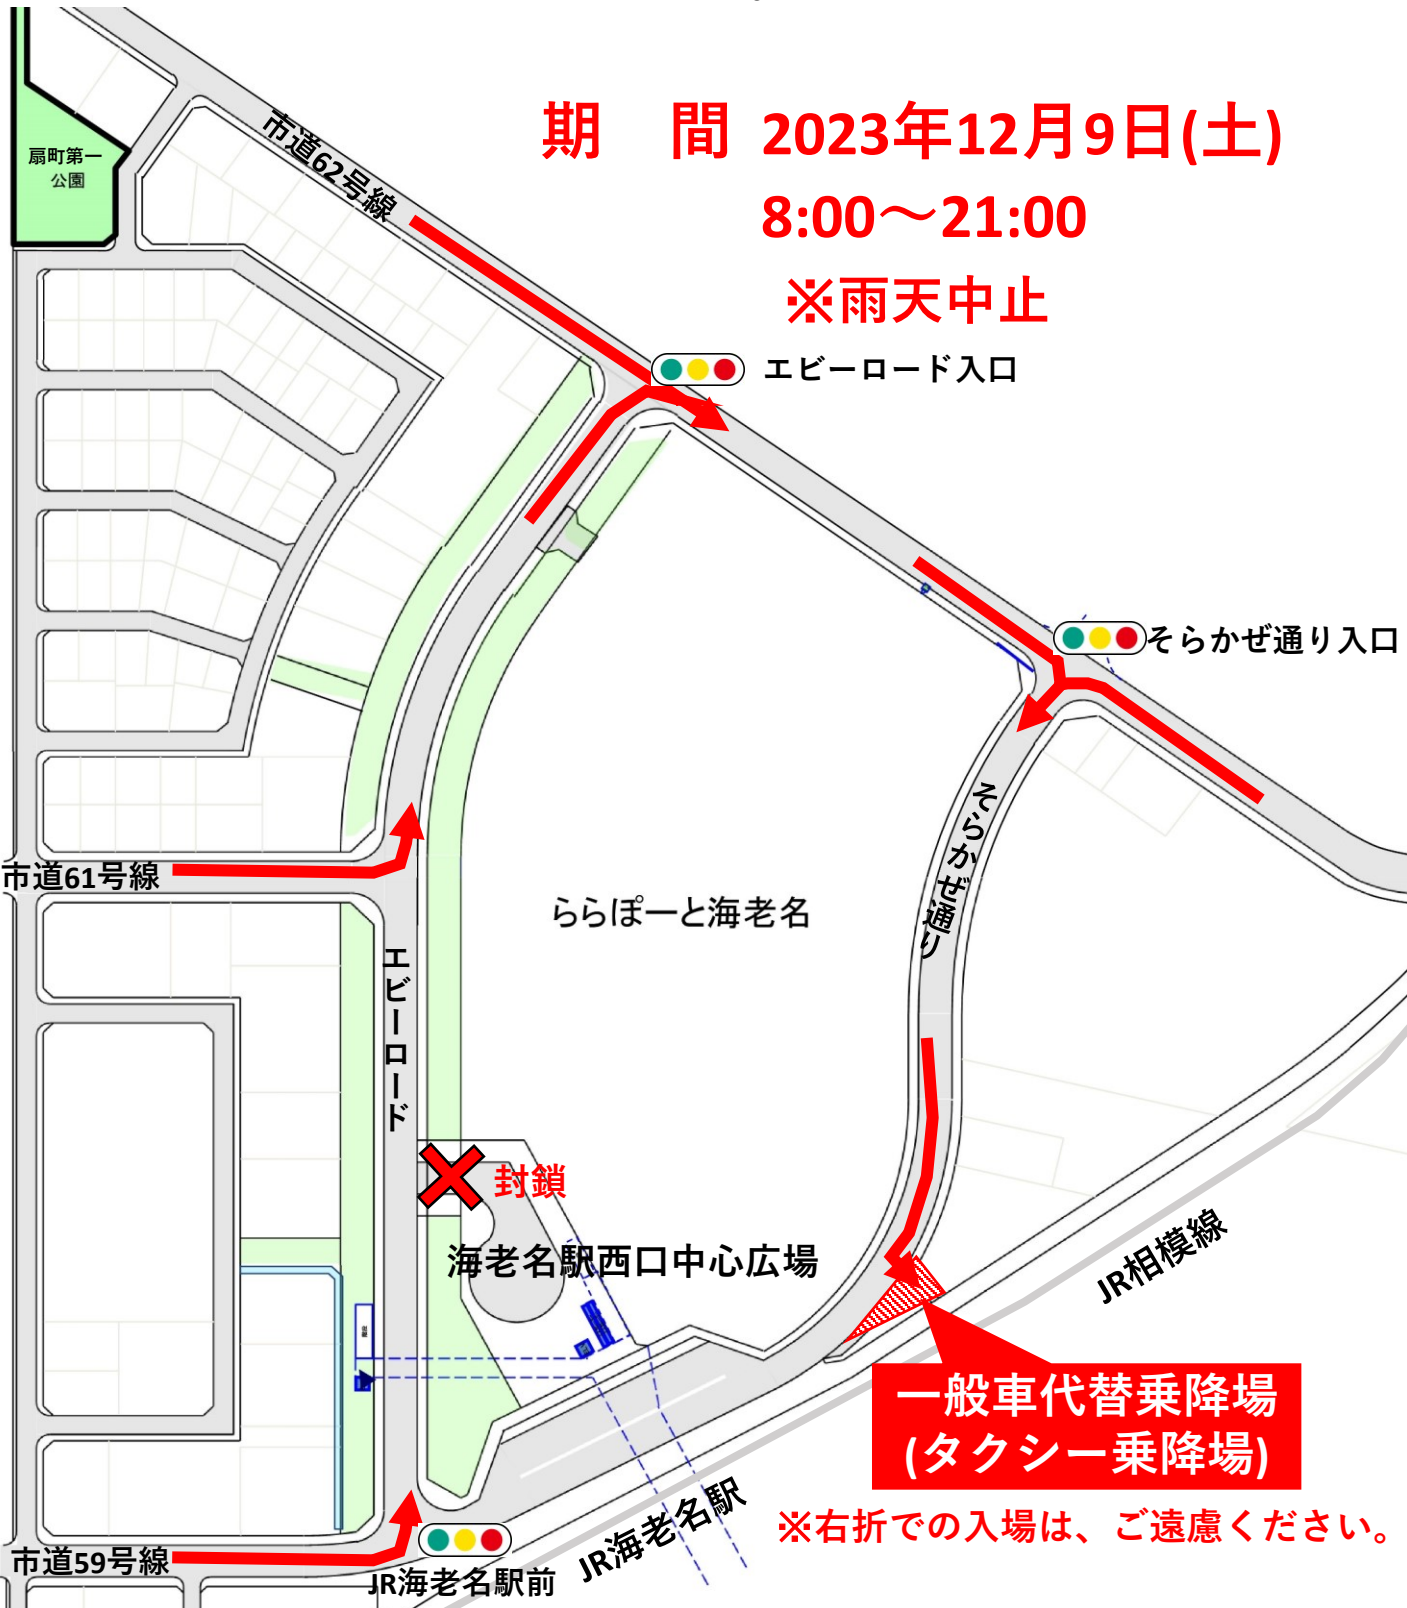 期　間 2023年12月9日(土)
8:00～21:00
※雨天中止
扇町第一
公園
市道62号線
エビーロード入口
そらかぜ通り入口
そらかぜ通り
市道61号線
ららぽーと海老名
エビーロード
封鎖
海老名駅西口中心広場
JR相模線
一般車代替乗降場
(タクシー乗降場)
※右折での入場は、ご遠慮ください。
JR海老名駅
市道59号線
JR海老名駅前